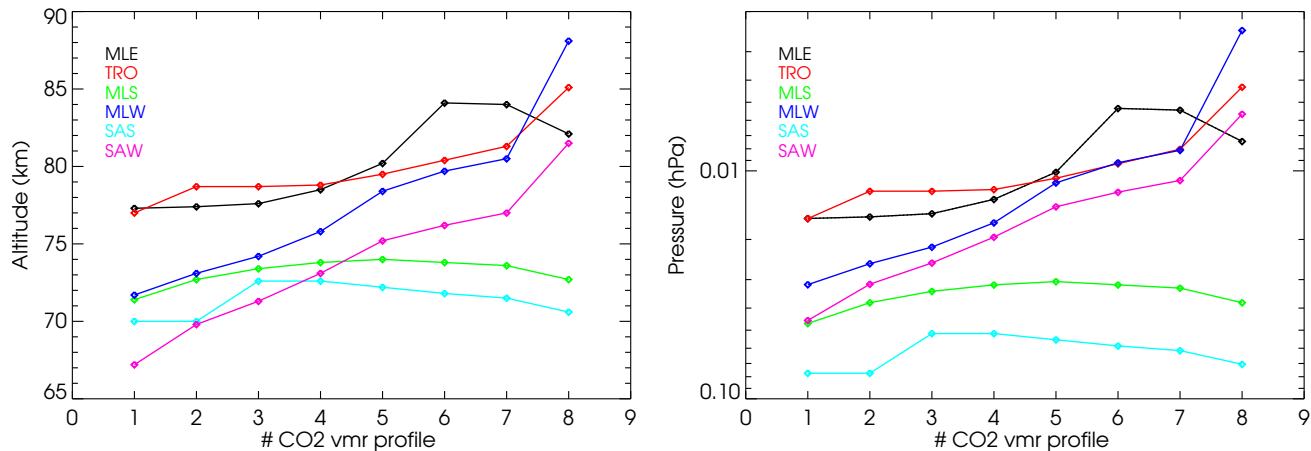 90
85
80
75
70
65
Altitude (km)
MLE
TRO
MLS
MLW
SAS
SAW
0 1 2 3 4 5 6 7 8 9
# CO2 vmr profile
0.01
0.10
Pressure (hPa)
MLE
TRO
MLS
MLW
SAS
SAW
0 1 2 3 4 5 6 7 8 9
# CO2 vmr profile